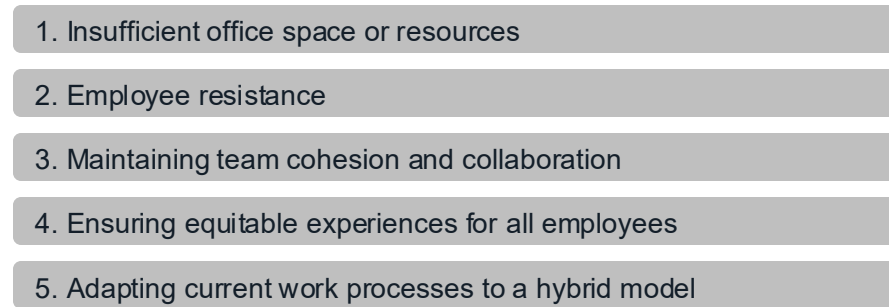 1. Insufficient office space or resources
2. Employee resistance
3. Maintaining team cohesion and collaboration
4. Ensuring equitable experiences for all employees
5. Adapting current work processes to a hybrid model